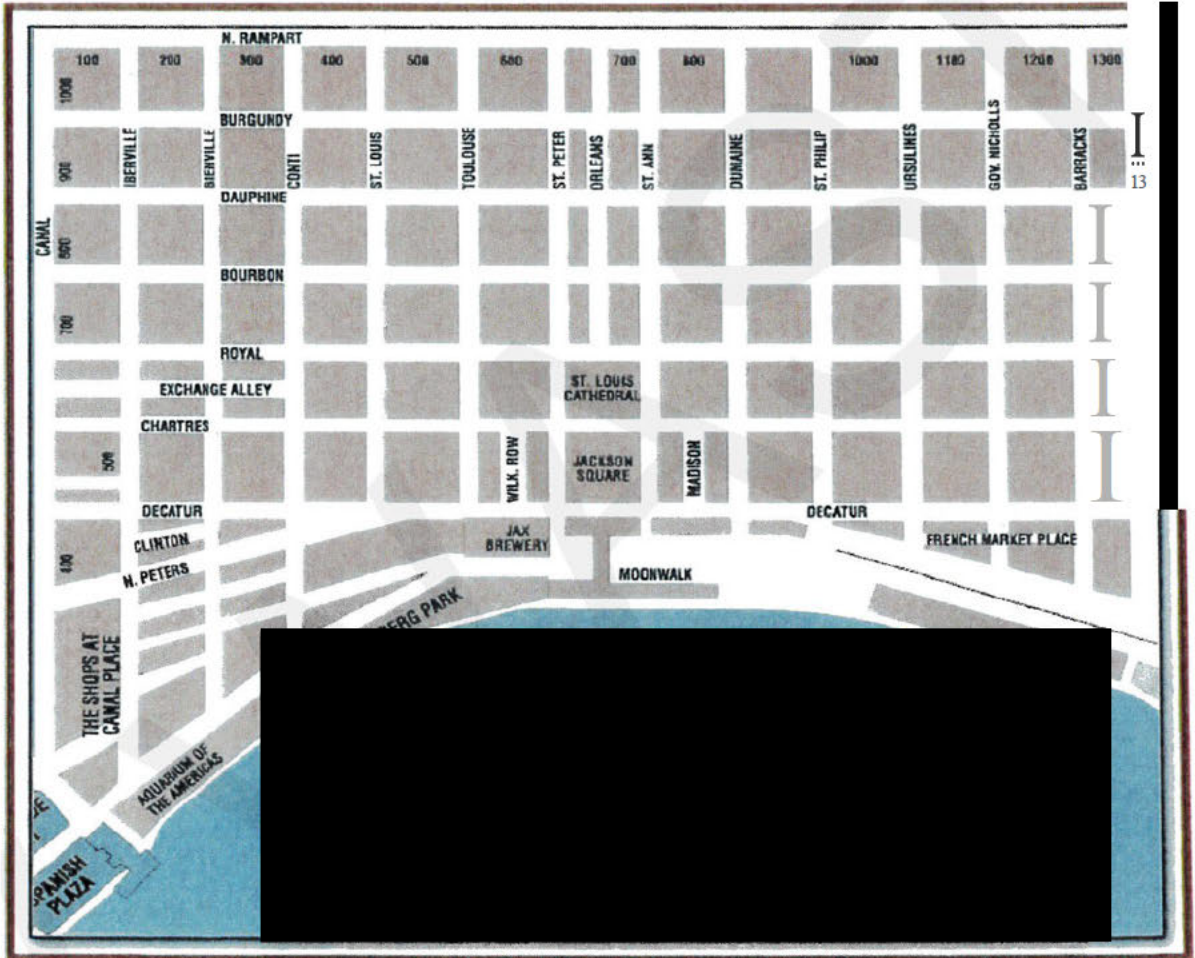 N. RAMPART
100 200 300 400 500 600 700 800 1000 1100 1200 1300
1000
BURGUNDY
I
...
13
900
IBERVILLE
BIENVILLE
CONTI
ST. LOUIS
TOULOUSE
ST. PETER
ORLEANS
ST. ANN
DUMAINE
ST. PHILIP
URSULINES
GOV. NICHOLLS
BARRACKS
DAUPHINE
CANAL
800
I
BOURBON
700
I
ROYAL
EXCHANGE ALLEY
ST. LOUIS
CATHEDRAL
I
CHARTRES
500
WILK. ROW
JACKSON
SQUARE
MADISON
I
DECATUR
DECATUR
400
CLINTON
N. PETERS
JAX
BREWERY
FRENCH MARKET PLACE
MOONWALK
PARK
THE SHOPS AT
CANAL PLACE
AQUARIUM OF
THE AMERICAS
SPANISH
PLAZA